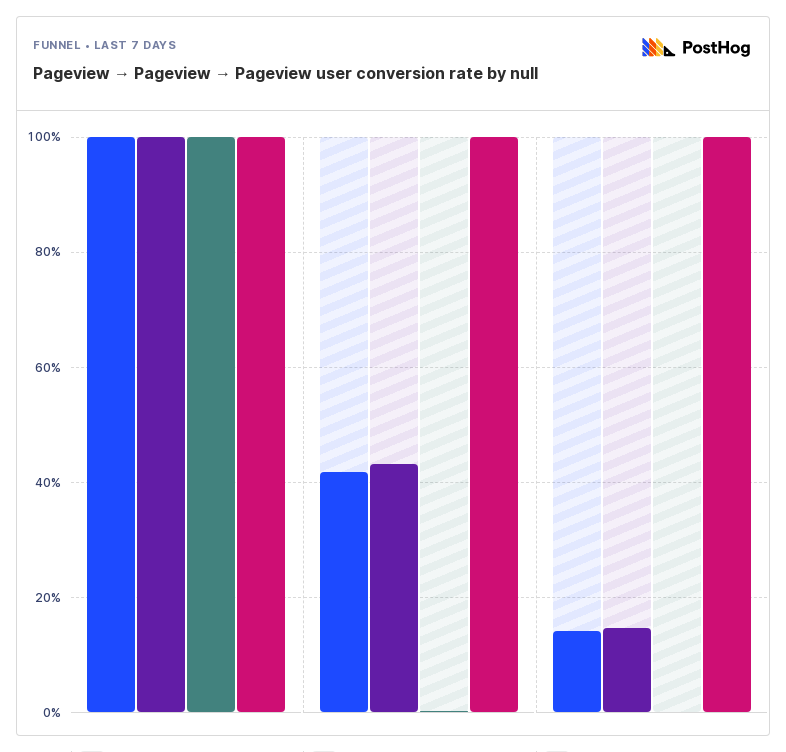 FUNNEL • LAST 7 DAYS
PostHog
Pageview → Pageview → Pageview user conversion rate by null
100%
80%
60%
40%
20%
0%